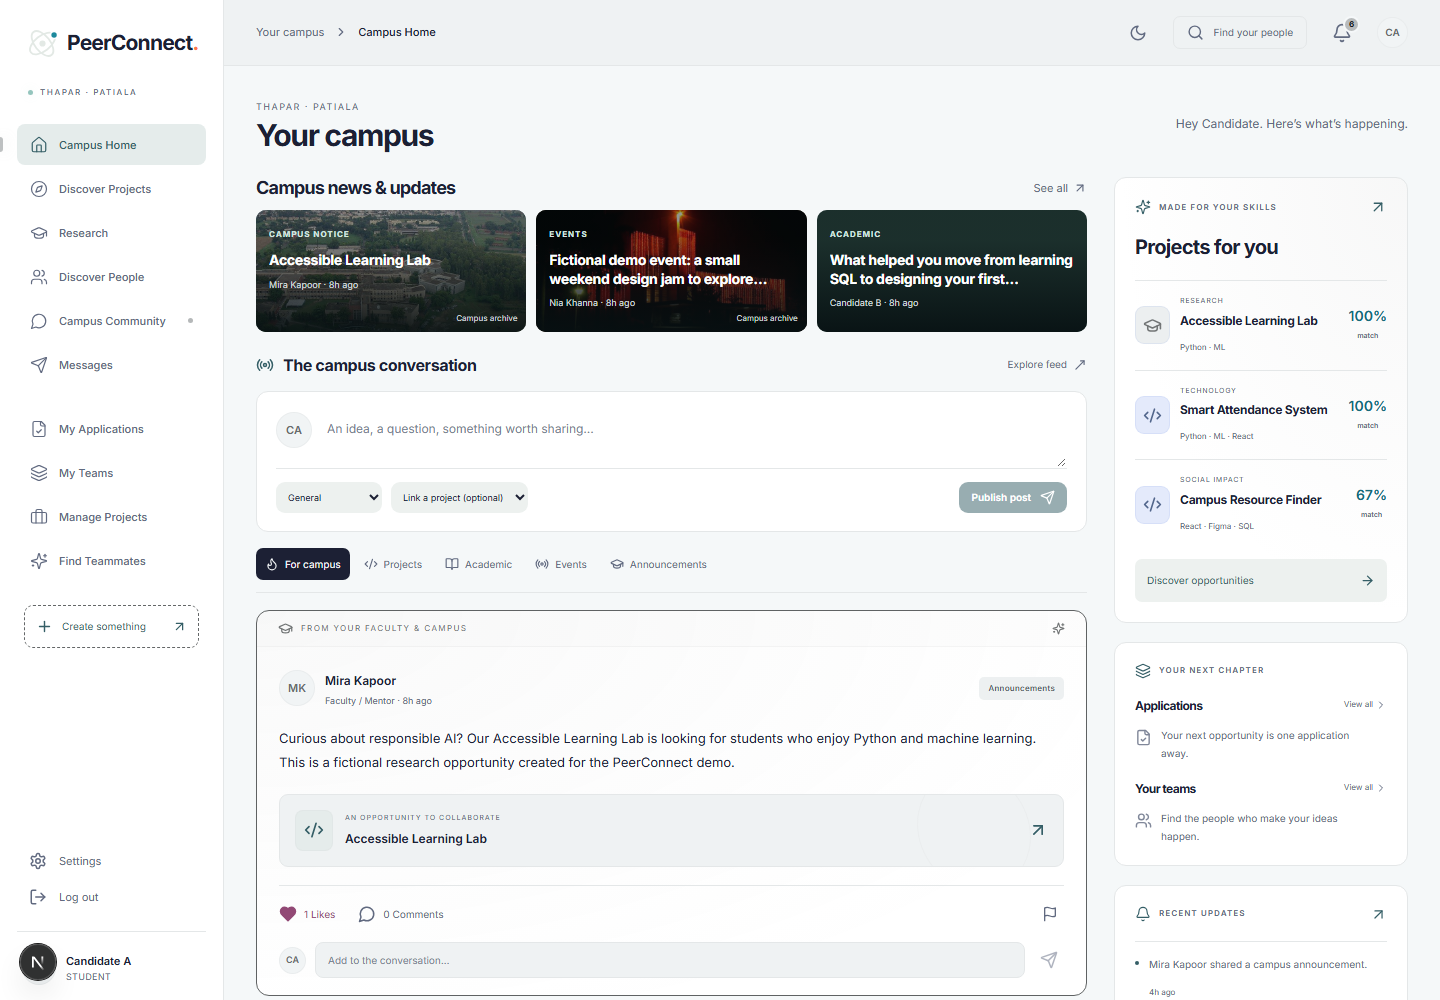 PeerConnect.
THAPAR · PATIALA
Campus Home
Discover Projects
Research
Discover People
Campus Community
Messages
My Applications
My Teams
Manage Projects
Find Teammates
Create something
Settings
Log out
N
Candidate A
STUDENT
Your campus
Campus Home
Find your people
6
CA
THAPAR · PATIALA
Your campus
Hey Candidate. Here’s what’s happening.
Campus news & updates
See all
CAMPUS NOTICE
Accessible Learning Lab
Mira Kapoor · 8h ago
Campus archive
EVENTS
Fictional demo event: a small
weekend design jam to explore...
Nia Khanna · 8h ago
Campus archive
ACADEMIC
What helped you move from learning
SQL to designing your first...
Candidate B · 8h ago
The campus conversation
Explore feed
CA
An idea, a question, something worth sharing...
General
Link a project (optional)
Publish post
For campus
Projects
Academic
Events
Announcements
FROM YOUR FACULTY & CAMPUS
MK
Mira Kapoor
Faculty / Mentor · 8h ago
Announcements
Curious about responsible AI? Our Accessible Learning Lab is looking for students who enjoy Python and machine learning.
This is a fictional research opportunity created for the PeerConnect demo.
AN OPPORTUNITY TO COLLABORATE
Accessible Learning Lab
1 Likes
0 Comments
CA
Add to the conversation...
MADE FOR YOUR SKILLS
Projects for you
RESEARCH
Accessible Learning Lab
Python · ML
100%
match
TECHNOLOGY
Smart Attendance System
Python · ML · React
100%
match
SOCIAL IMPACT
Campus Resource Finder
React · Figma · SQL
67%
match
Discover opportunities
YOUR NEXT CHAPTER
Applications
View all
Your next opportunity is one application
away.
Your teams
View all
Find the people who make your ideas
happen.
RECENT UPDATES
Mira Kapoor shared a campus announcement.
4h ago